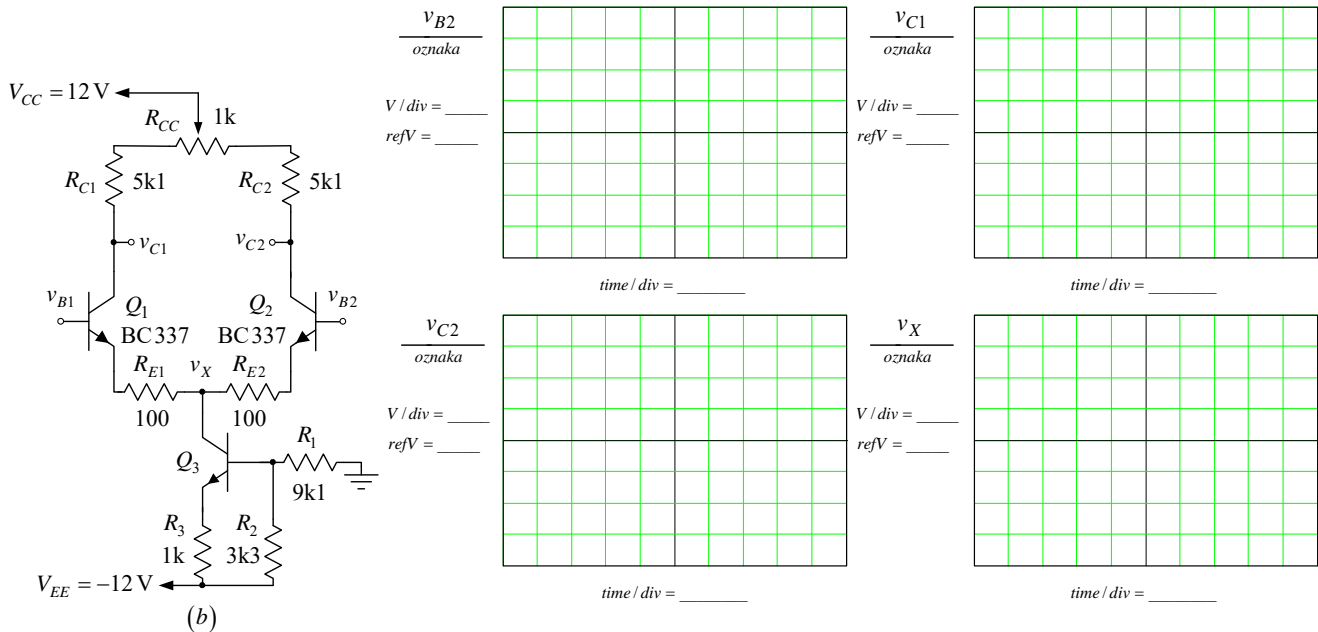 V_CC = 12 V
R_CC
1k
R_C1
5k1
R_C2
5k1
v_C1
v_C2
v_B1
Q_1
BC337
Q_2
BC337
v_B2
R_E1
v_X
R_E2
100
100
Q_3
R_1
9k1
R_3
1k
R_2
3k3
V_EE = −12 V
(b)
v_B2
oznaka
V / div = _____
refV = _____
time / div = ________
v_C1
oznaka
V / div = _____
refV = _____
time / div = ________
v_C2
oznaka
V / div = _____
refV = _____
time / div = ________
v_X
oznaka
V / div = _____
refV = _____
time / div = ________